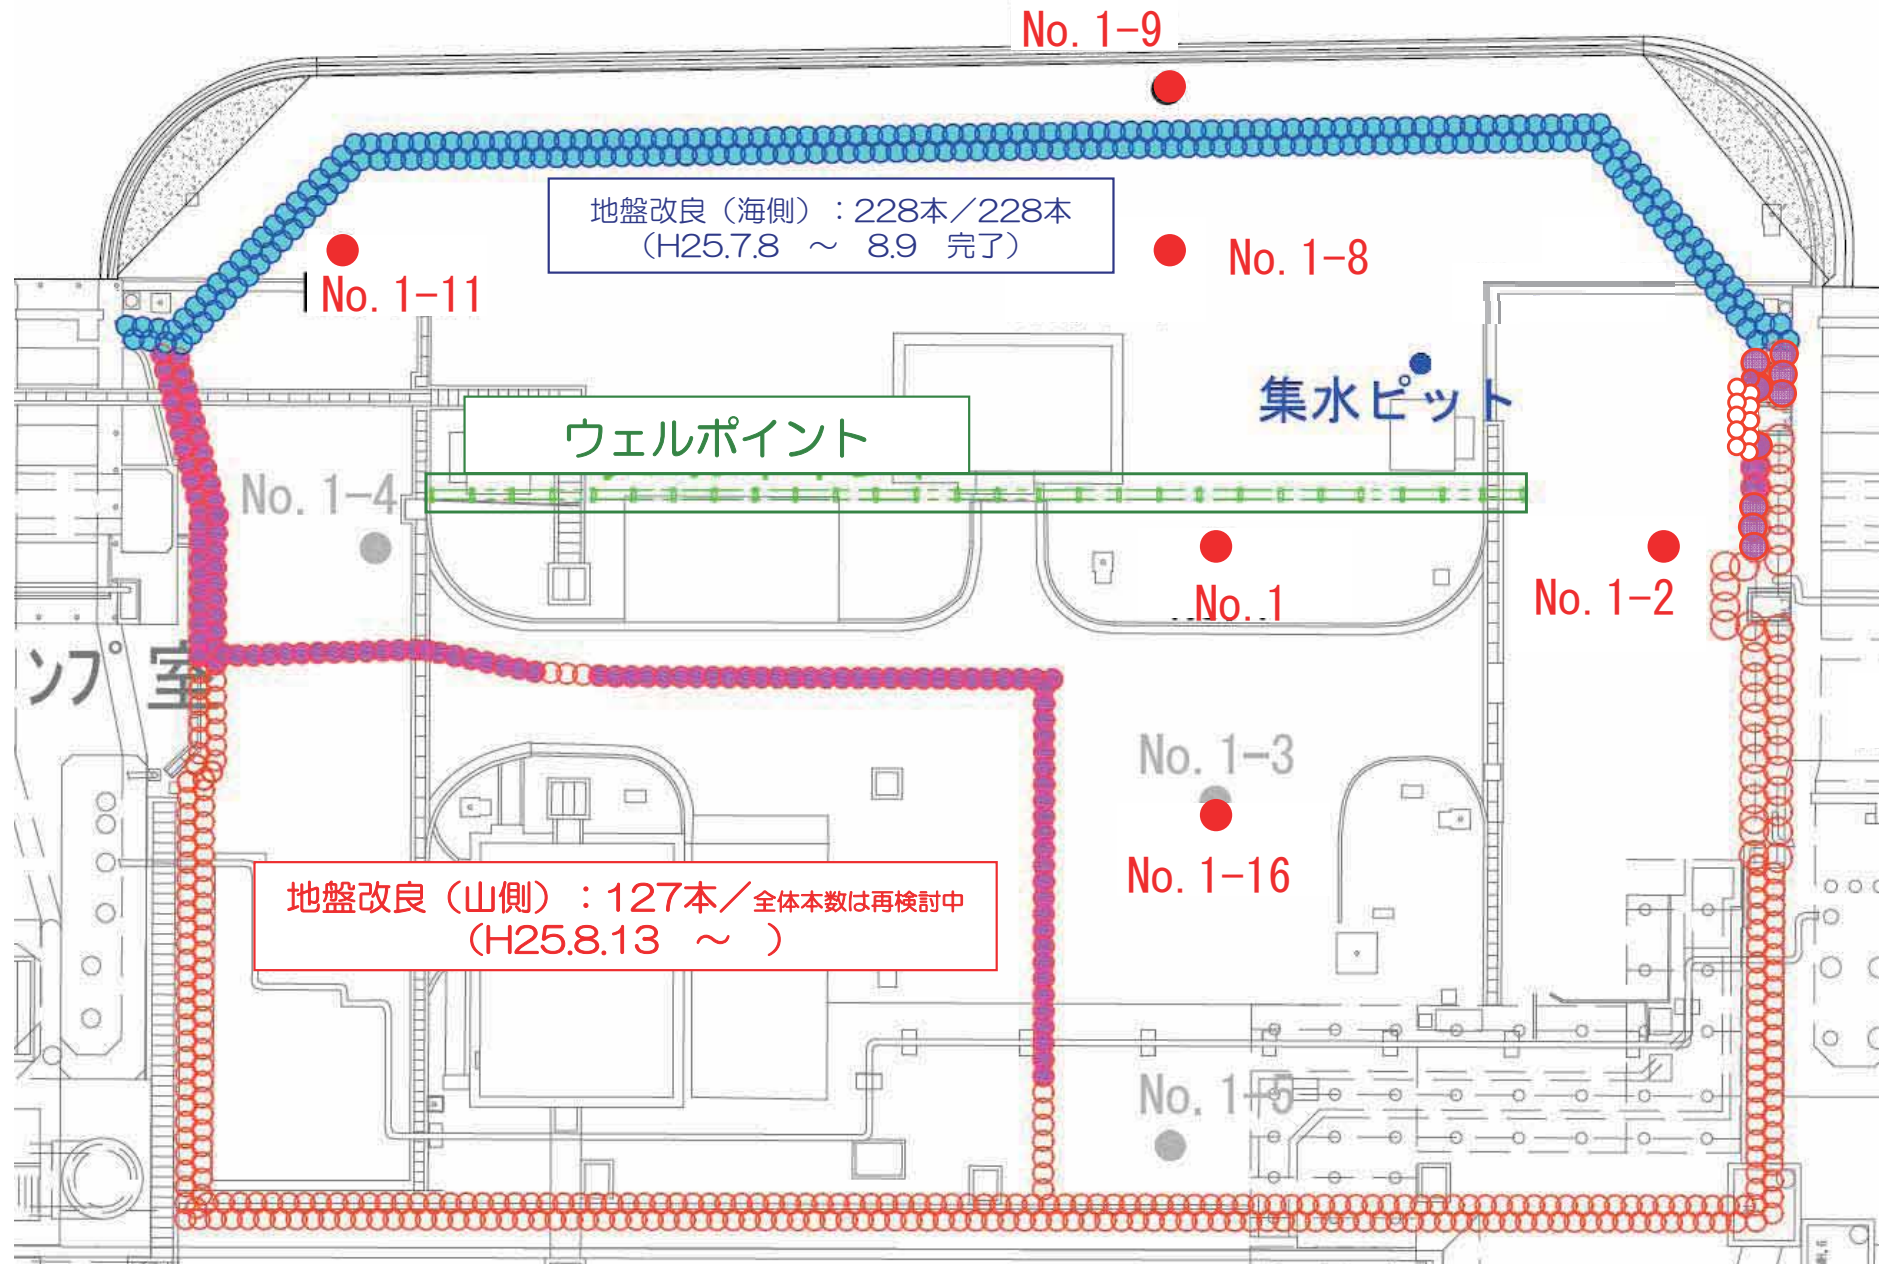 No. 1-9
地盤改良（海側）：228本／228本
（H25.7.8　～　8.9　完了）
No. 1-8
No. 1-11
集水ピット
ウェルポイント
No. 1-4
No. 1
No. 1-2
ンプ室
No. 1-3
No. 1-16
地盤改良（山側）：127本／全体本数は再検討中
（H25.8.13　～　）
No. 1-5